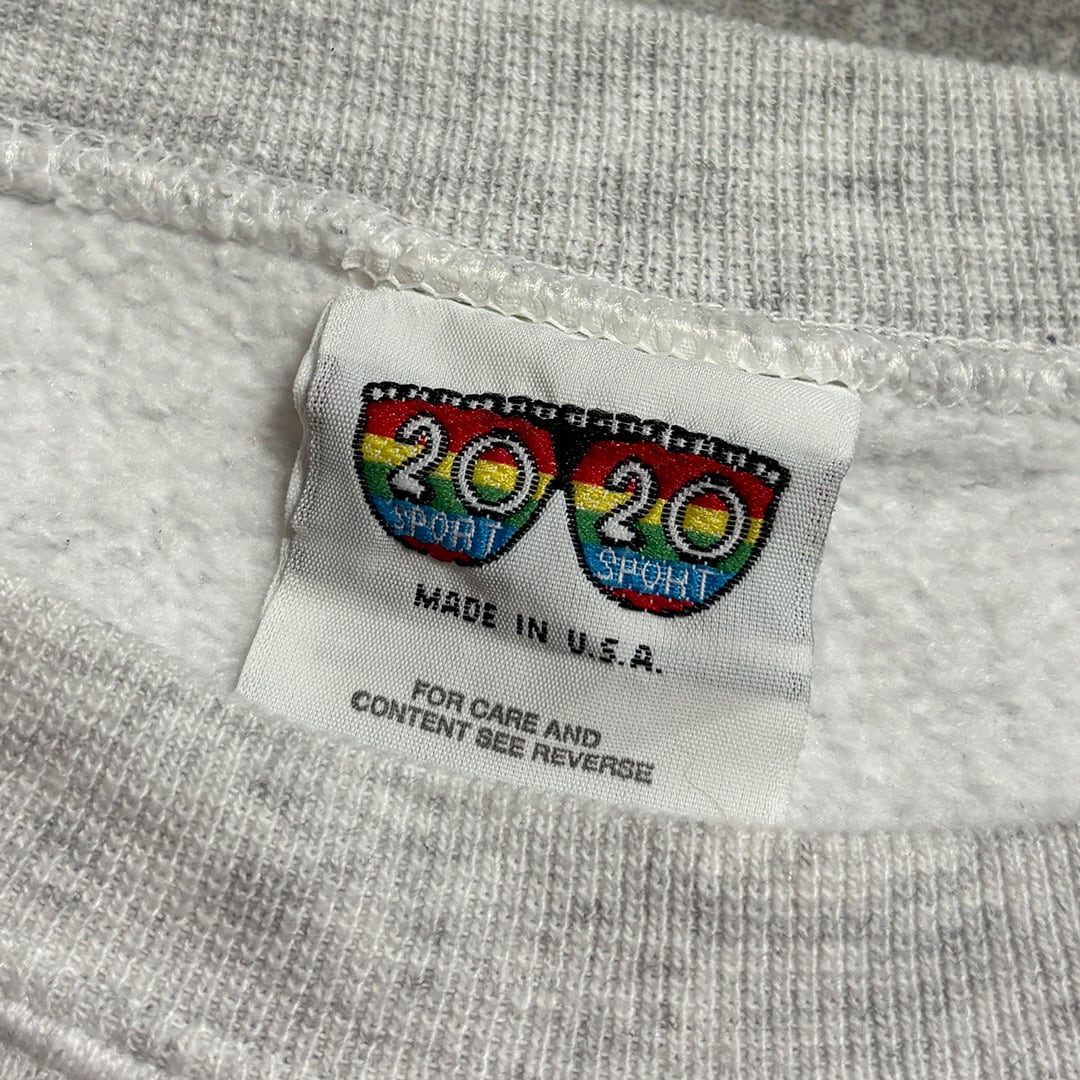 20 20
SPORT SPORT
MADE IN U.S.A.
FOR CARE AND
CONTENT SEE REVERSE